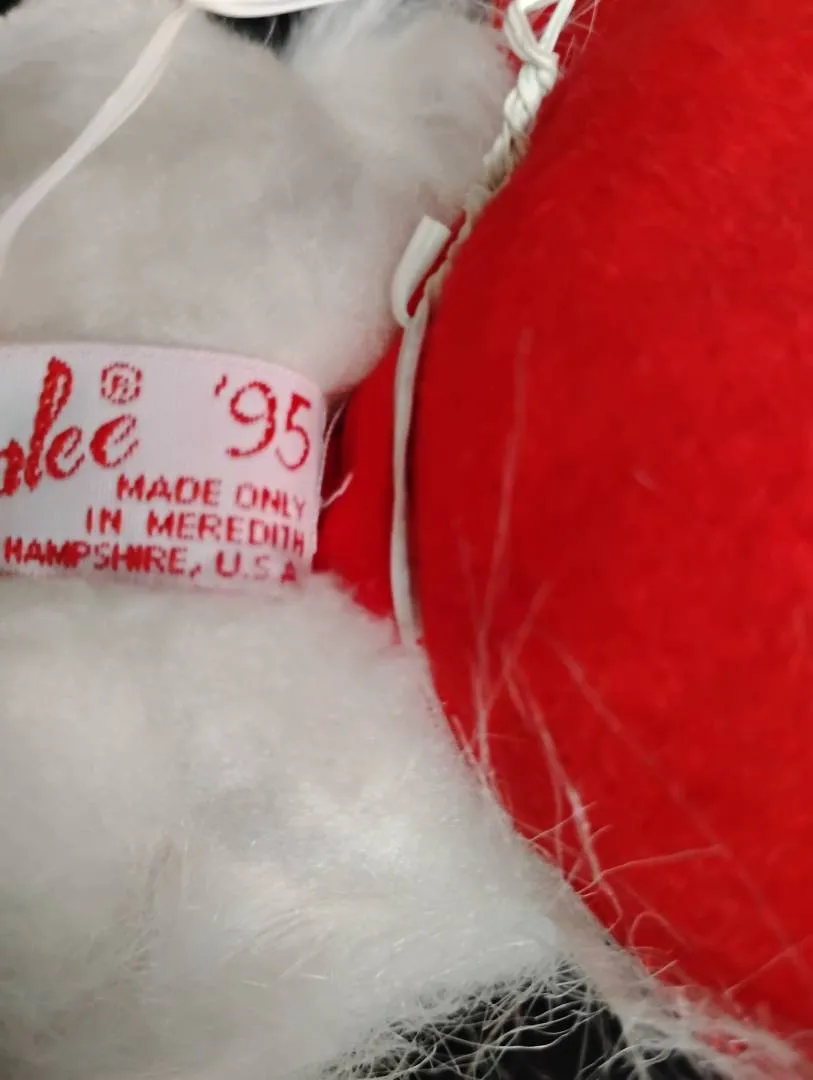 alee® '95
MADE ONLY
IN MEREDITH
HAMPSHIRE, U.S.A